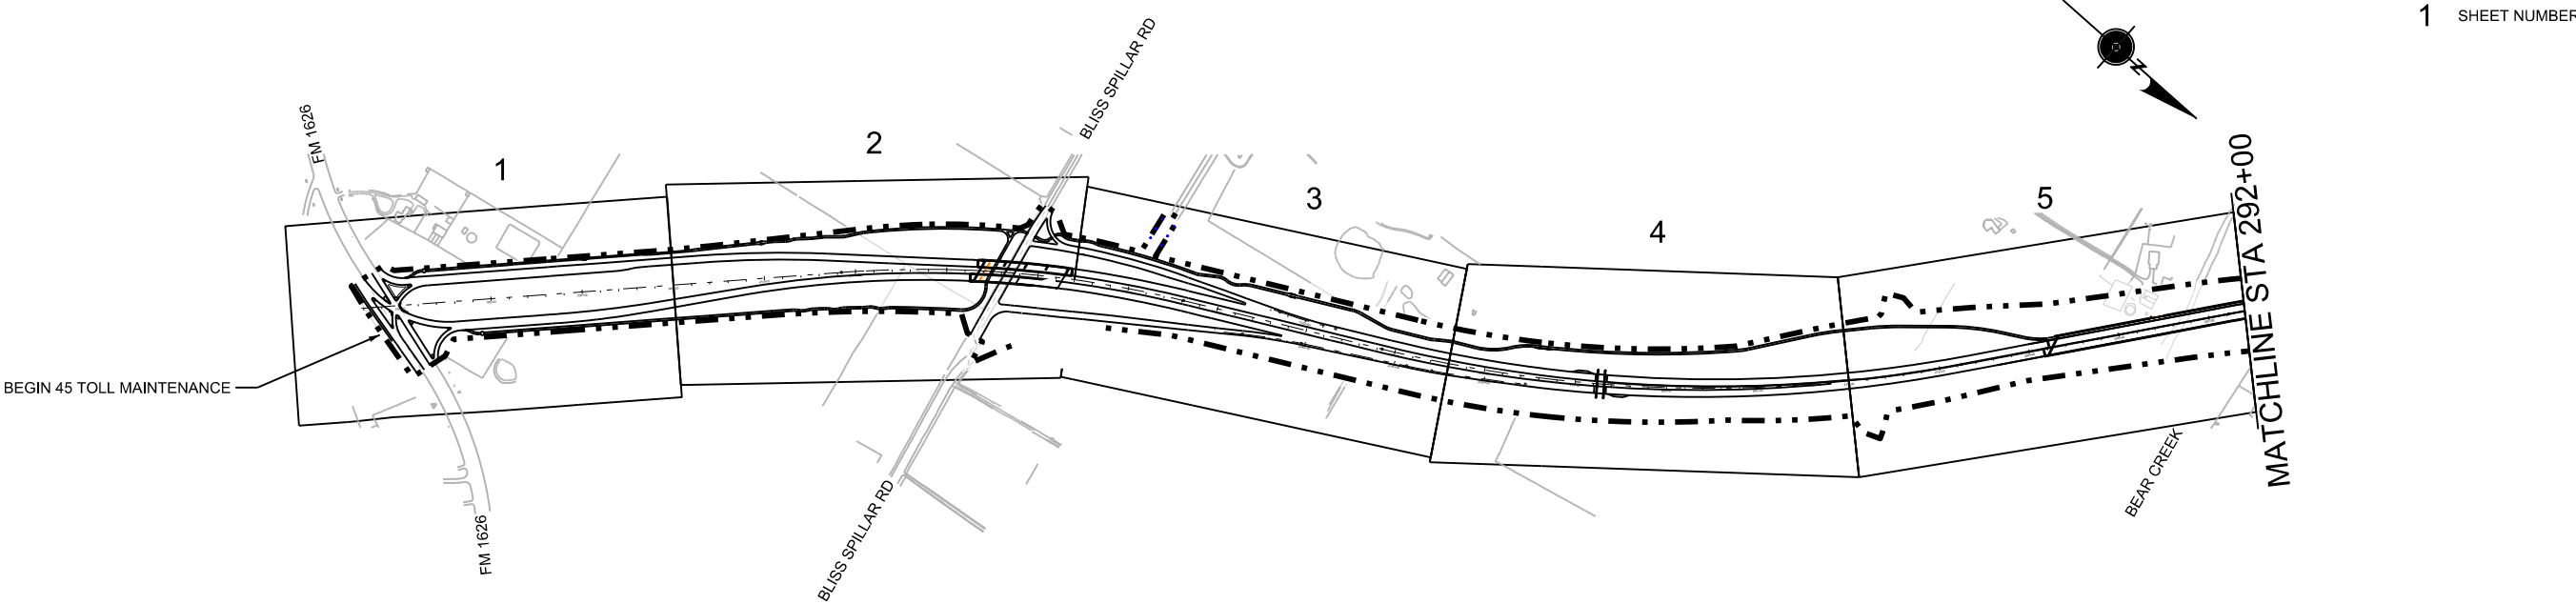 1 SHEET NUMBER
N
BLISS SPILLAR RD
FM 1626
1
2
3
4
5
MATCHLINE STA 292+00
BEGIN 45 TOLL MAINTENANCE
BEAR CREEK
FM 1626
BLISS SPILLAR RD